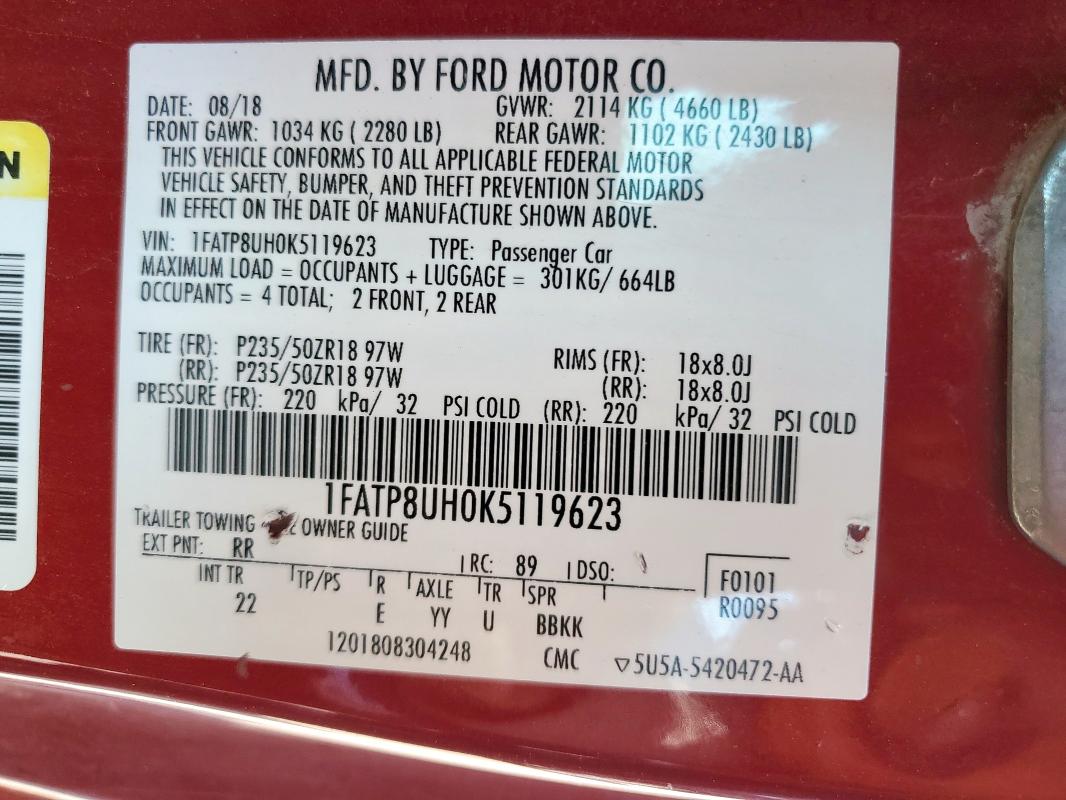 MFD. BY FORD MOTOR CO.
DATE: 08/18 GVWR: 2114 KG ( 4660 LB)
FRONT GAWR: 1034 KG ( 2280 LB) REAR GAWR: 1102 KG ( 2430 LB)
THIS VEHICLE CONFORMS TO ALL APPLICABLE FEDERAL MOTOR
VEHICLE SAFETY, BUMPER, AND THEFT PREVENTION STANDARDS
IN EFFECT ON THE DATE OF MANUFACTURE SHOWN ABOVE.
VIN: 1FATP8UH0K5119623 TYPE: Passenger Car
MAXIMUM LOAD = OCCUPANTS + LUGGAGE = 301KG/ 664LB
OCCUPANTS = 4 TOTAL; 2 FRONT, 2 REAR
TIRE (FR): P235/50ZR18 97W RIMS (FR): 18x8.0J
(RR): P235/50ZR18 97W (RR): 18x8.0J
PRESSURE (FR): 220 kPa/ 32 PSI COLD (RR): 220 kPa/ 32 PSI COLD
1FATP8UH0K5119623
TRAILER TOWING OWNER GUIDE
EXT PNT: RR RC: 89 DSO: F0101
INT TR TP/PS R AXLE TR SPR R0095
22 E YY U BBKK
1201808304248 CMC ▽5U5A-5420472-AA
N